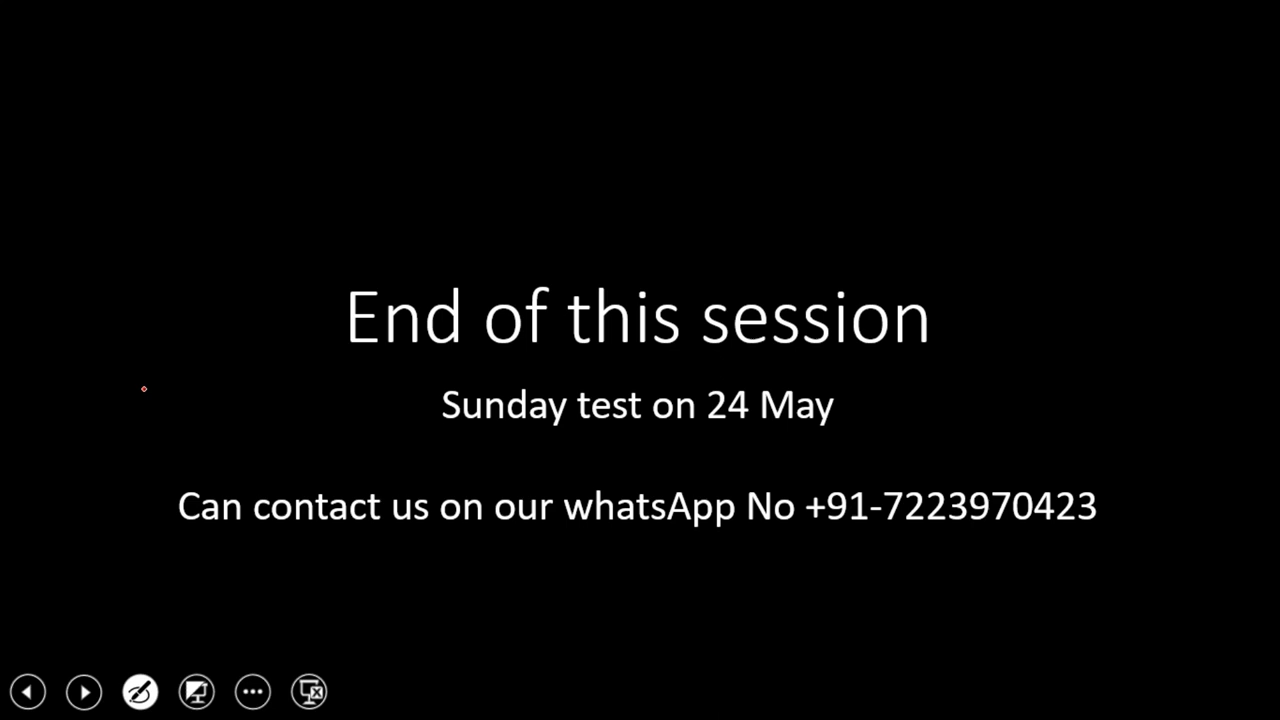 End of this session
Sunday test on 24 May
Can contact us on our whatsApp No +91-7223970423